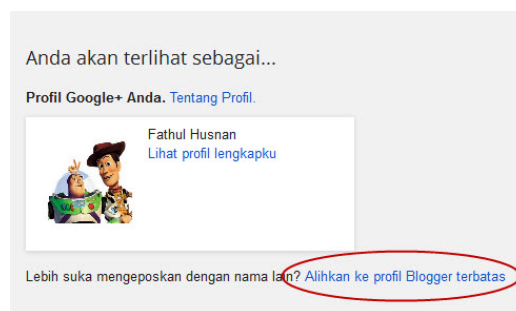 Anda akan terlihat sebagai...
Profil Google+ Anda. Tentang Profil.
Fathul Husnan
Lihat profil lengkapku
Lebih suka mengeposkan dengan nama lain? Alihkan ke profil Blogger terbatas